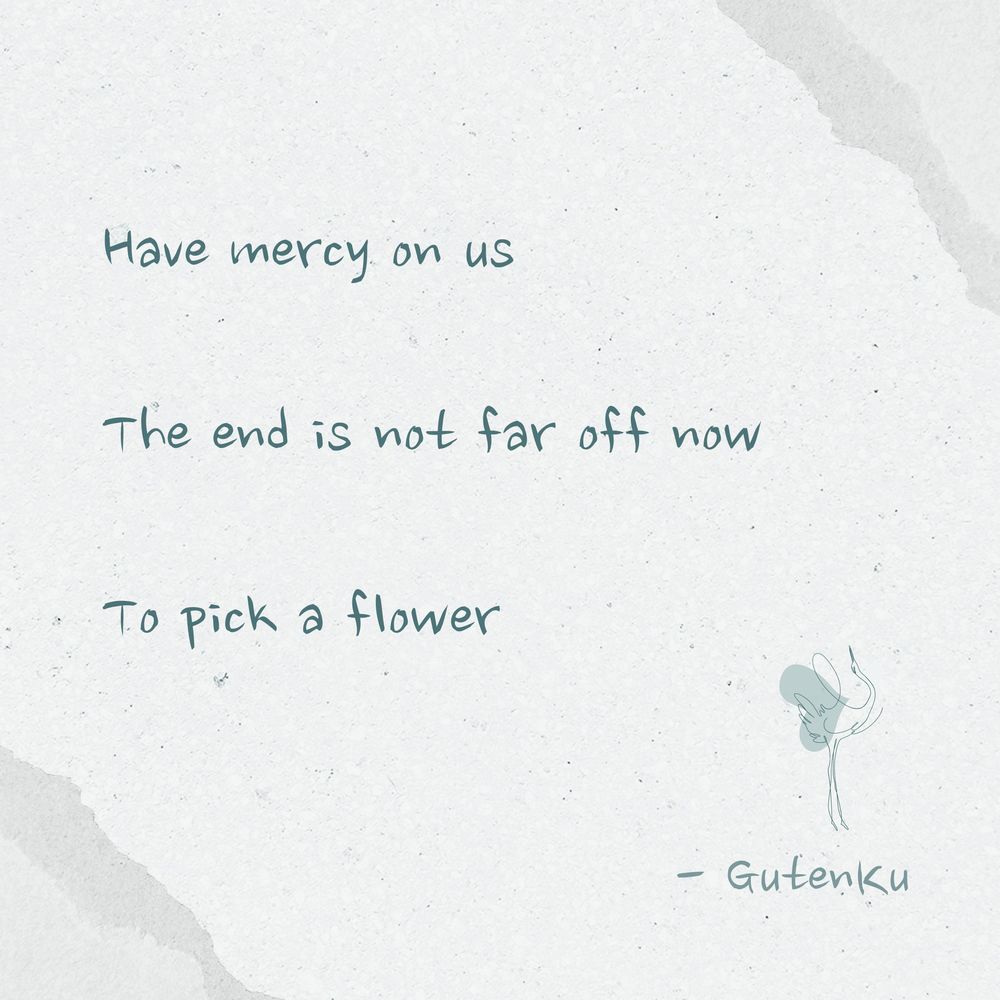 Have mercy on us
The end is not far off now
To pick a flower
- GutenKu